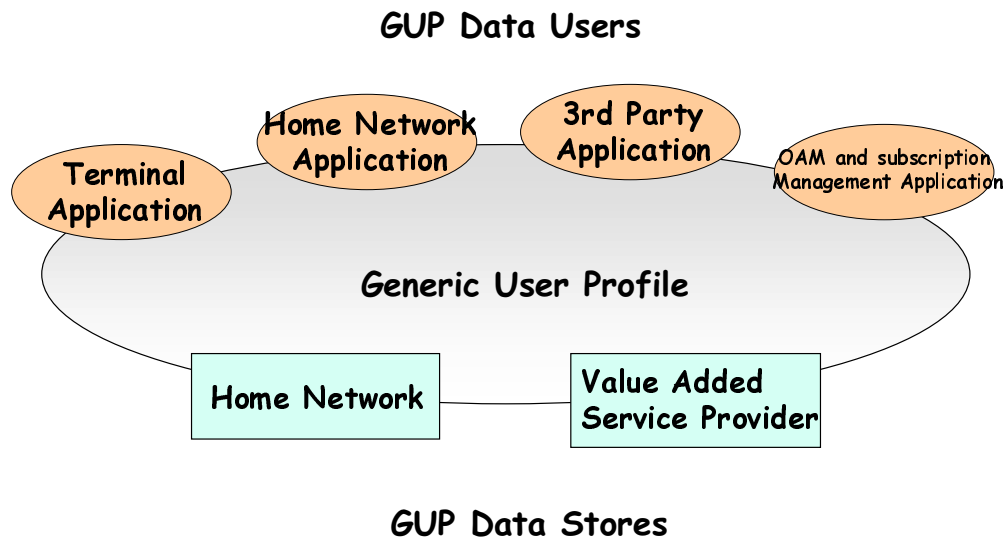 GUP Data Users
Home Network
Application
3rd Party
Application
Terminal
Application
OAM and subscription
Management Application
Generic User Profile
Home Network
Value Added
Service Provider
GUP Data Stores